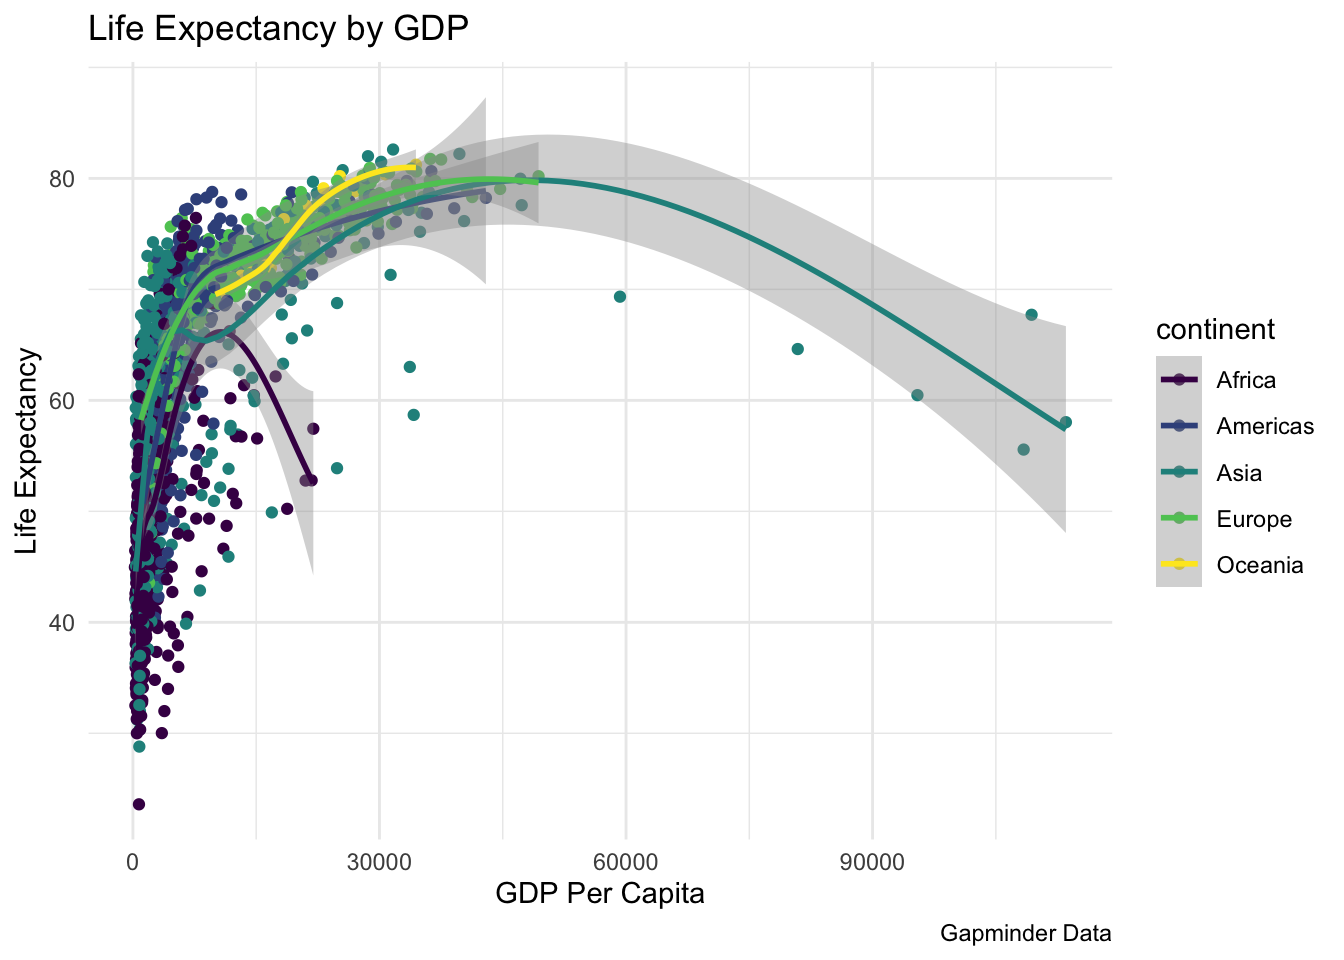 Life Expectancy by GDP
80
60
40
Life Expectancy
0
30000
60000
90000
GDP Per Capita
continent
Africa
Americas
Asia
Europe
Oceania
Gapminder Data